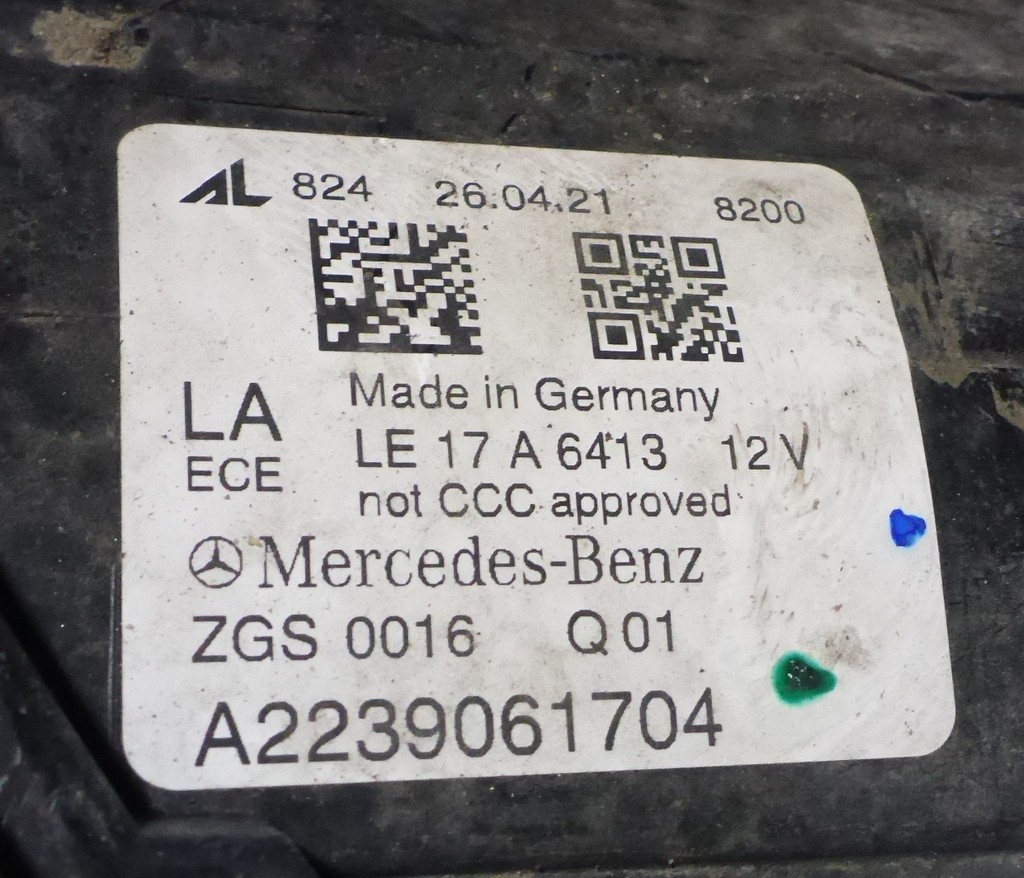 AL 824 26.04.21 8200
LA Made in Germany
ECE LE 17 A 6413 12 V
not CCC approved
Mercedes-Benz
ZGS 0016 Q 01
A2239061704